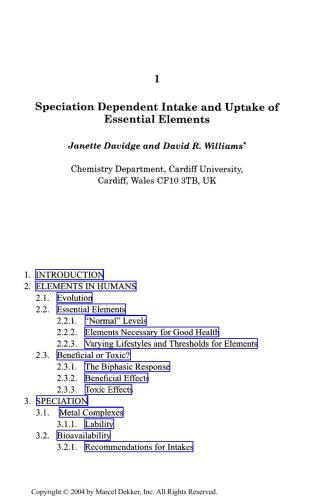 1
Speciation Dependent Intake and Uptake of
Essential Elements
Janette Davidge and David R. Williams*
Chemistry Department, Cardiff University,
Cardiff, Wales CF10 3TB, UK
1. INTRODUCTION
2. ELEMENTS IN HUMANS
2.1. Evolution
2.2. Essential Elements
2.2.1. "Normal" Levels
2.2.2. Elements Necessary for Good Health
2.2.3. Varying Lifestyles and Thresholds for Elements
2.3. Beneficial or Toxic?
2.3.1. The Biphasic Response
2.3.2. Beneficial Effects
2.3.3. Toxic Effects
3. SPECIATION
3.1. Metal Complexes
3.1.1. Lability
3.2. Bioavailability
3.2.1. Recommendations for Intakes
Copyright © 2004 by Marcel Dekker, Inc. All Rights Reserved.